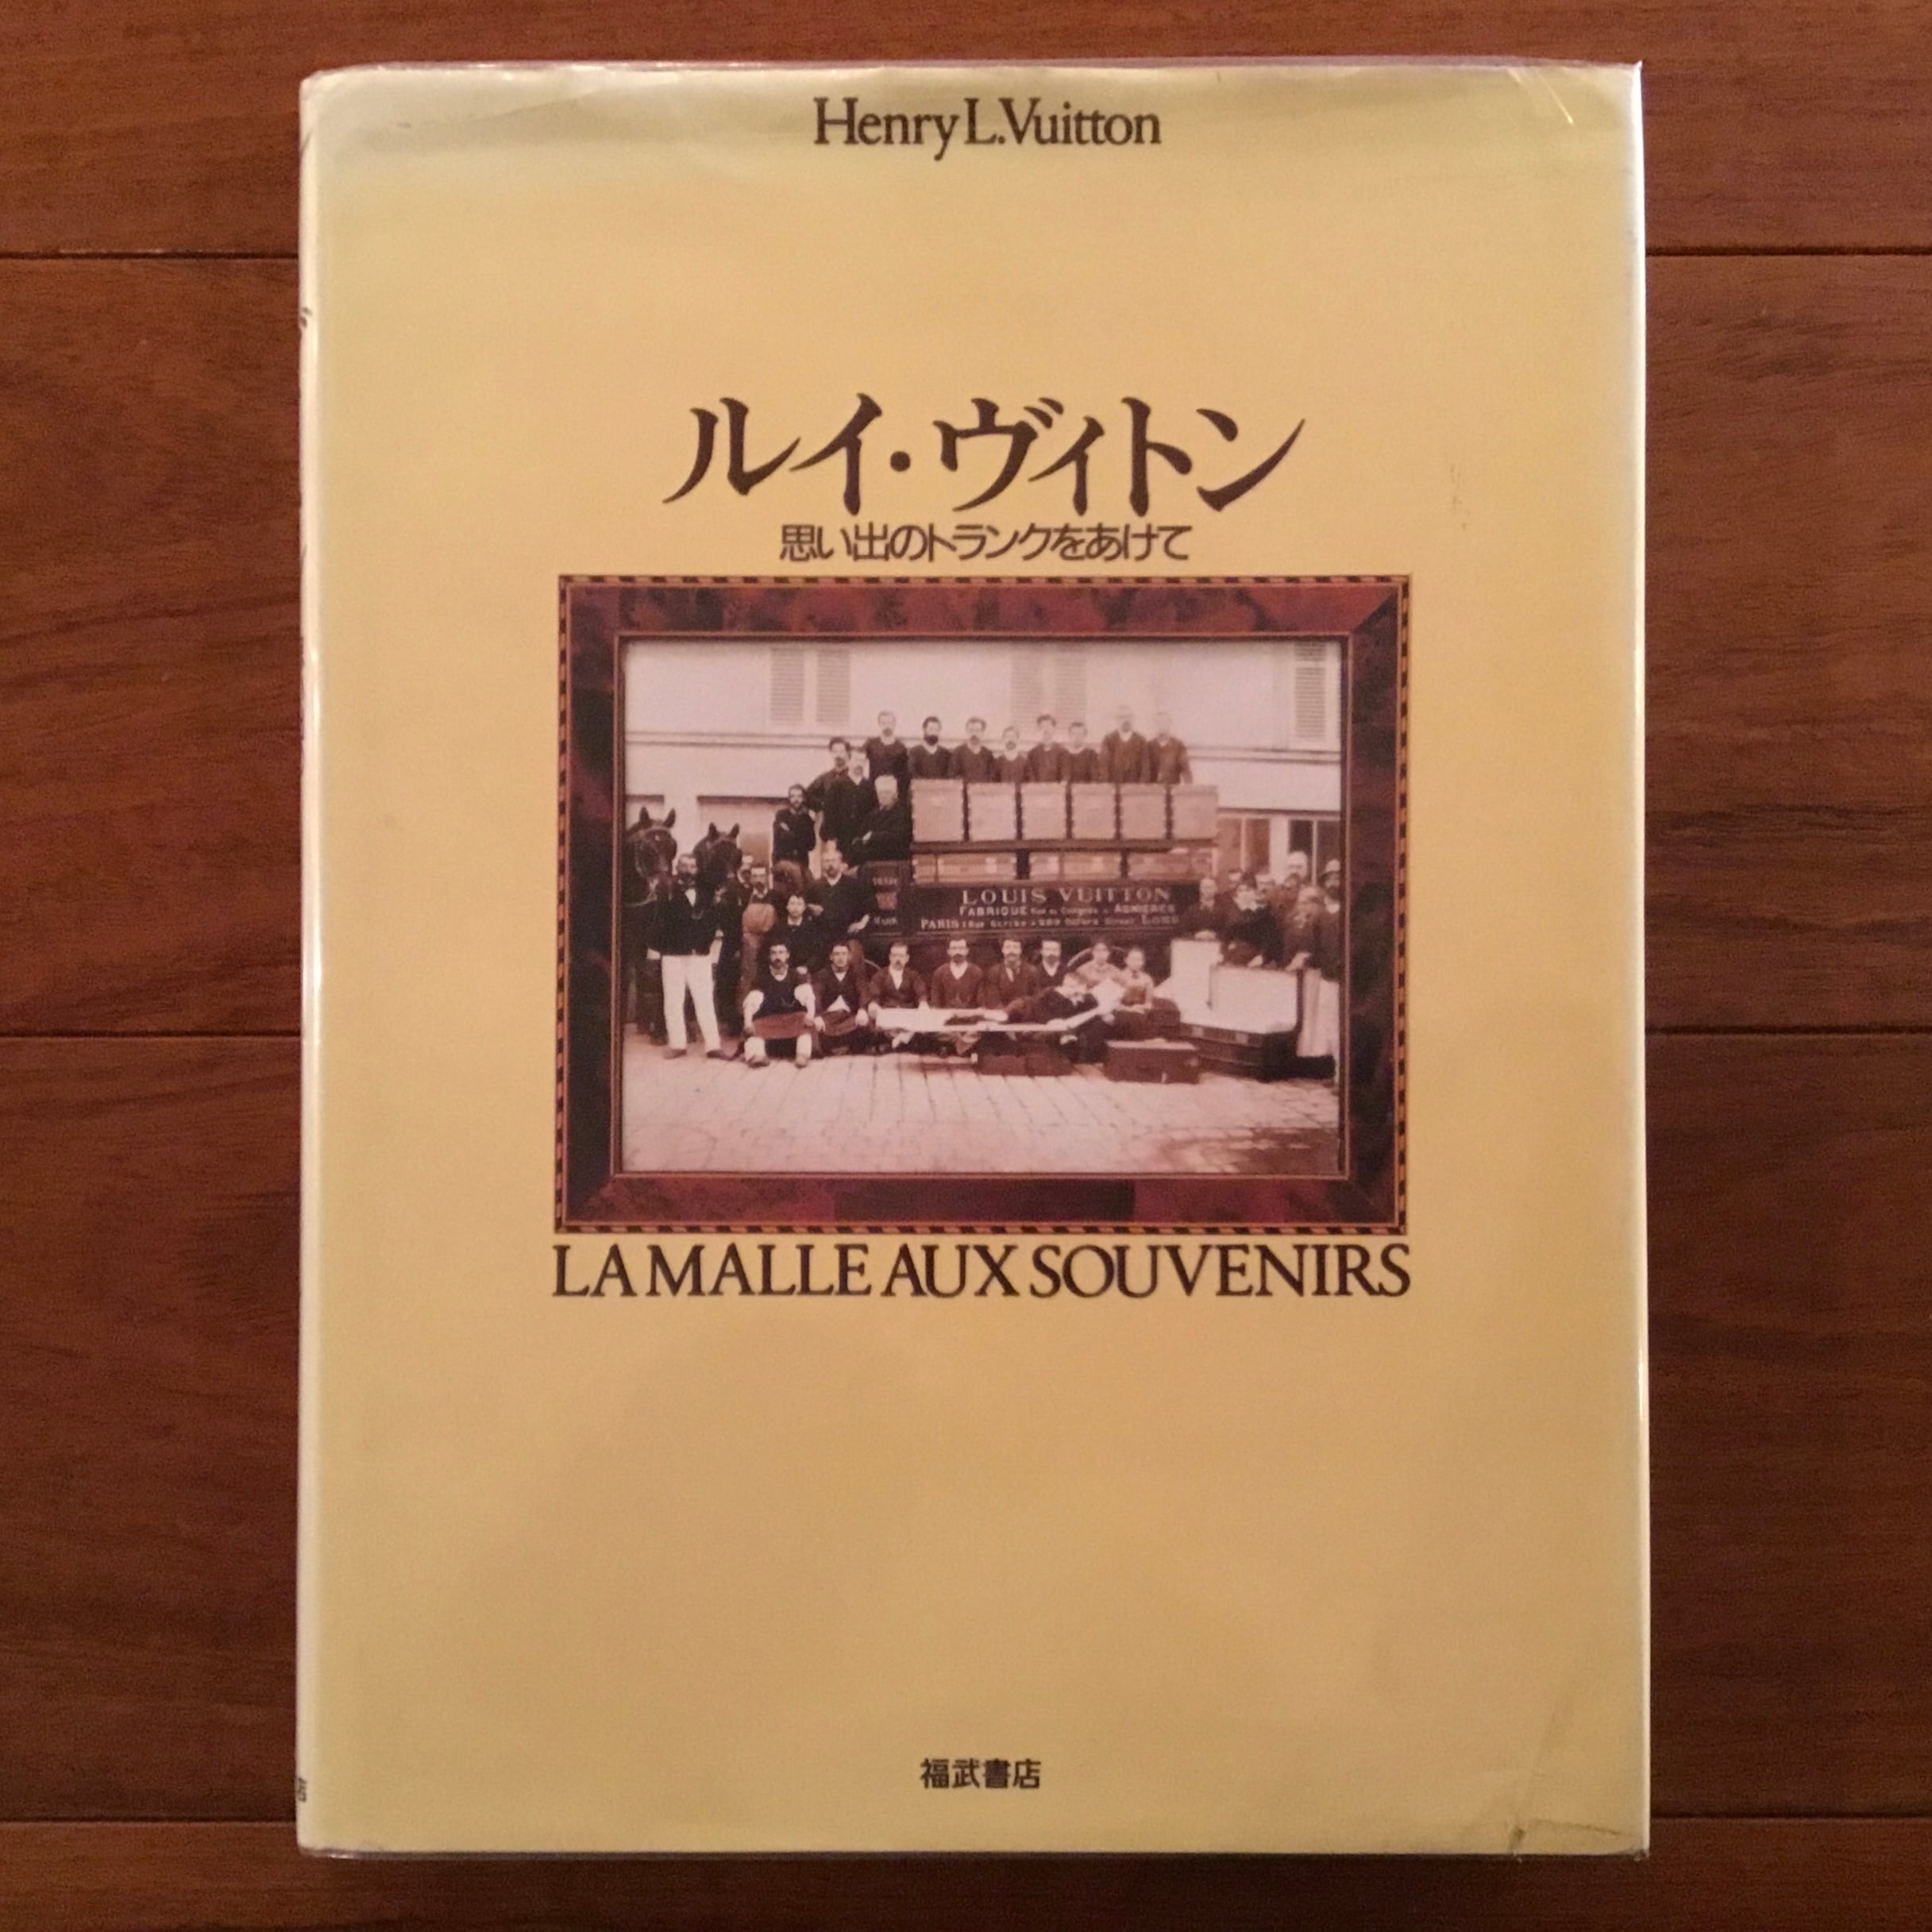 Henry L.Vuitton
ルイ・ヴィトン
思い出のトランクをあけて
LOUIS VUITTON
FABRIQUE ASNIERES
PARIS
LA MALLE AUX SOUVENIRS
福武書店